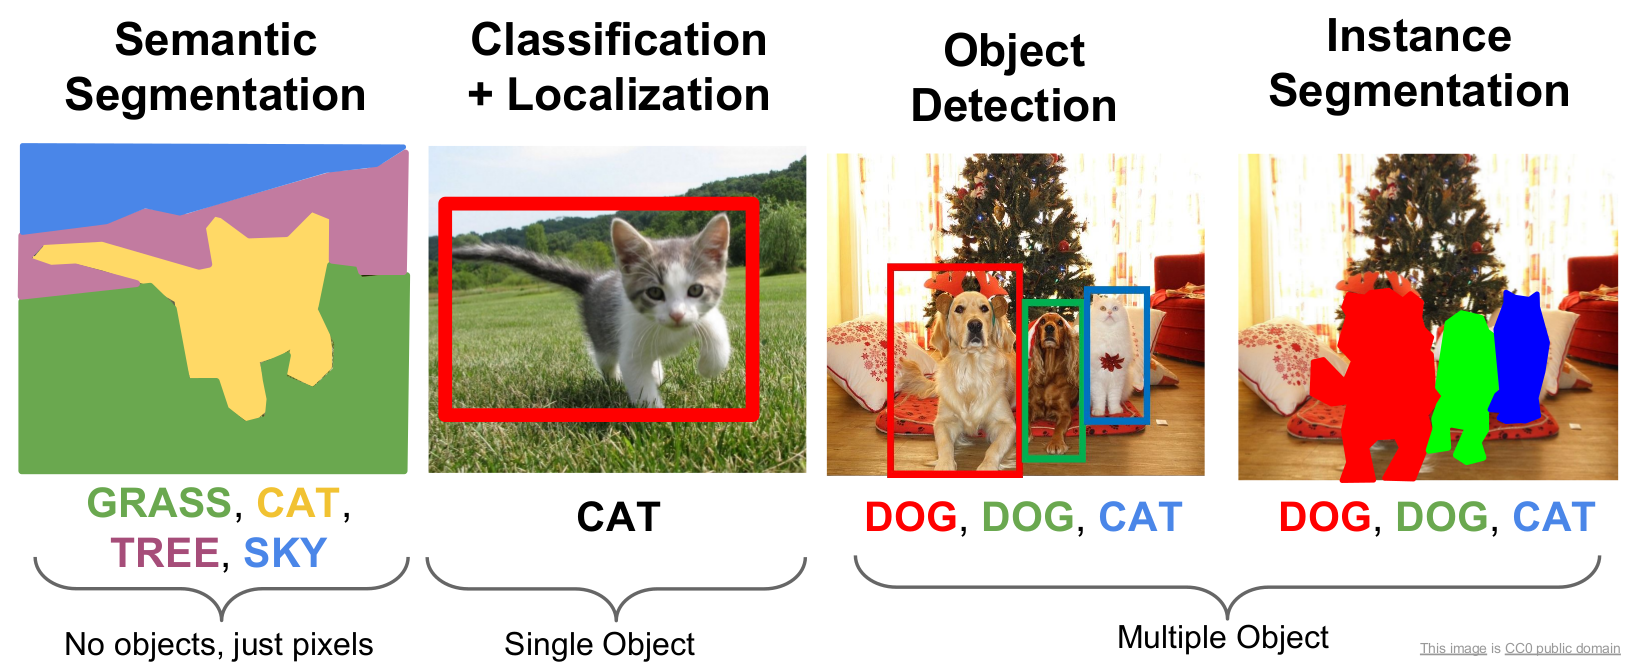 Semantic
Segmentation
Classification
+ Localization
Object
Detection
Instance
Segmentation
GRASS, CAT,
TREE, SKY
CAT
DOG, DOG, CAT
DOG, DOG, CAT
No objects, just pixels
Single Object
Multiple Object
This image is CC0 public domain